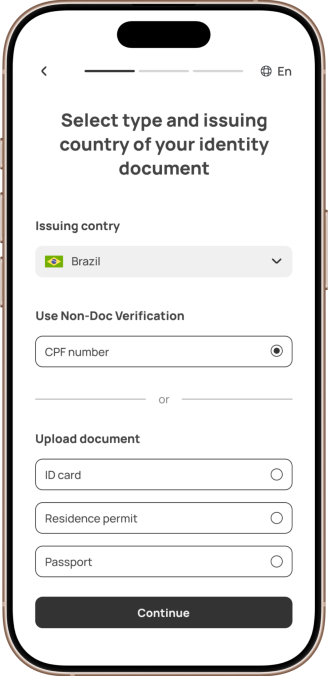 En
Select type and issuing
country of your identity
document
Issuing contry
Brazil
Use Non-Doc Verification
CPF number
or
Upload document
ID card
Residence permit
Passport
Continue